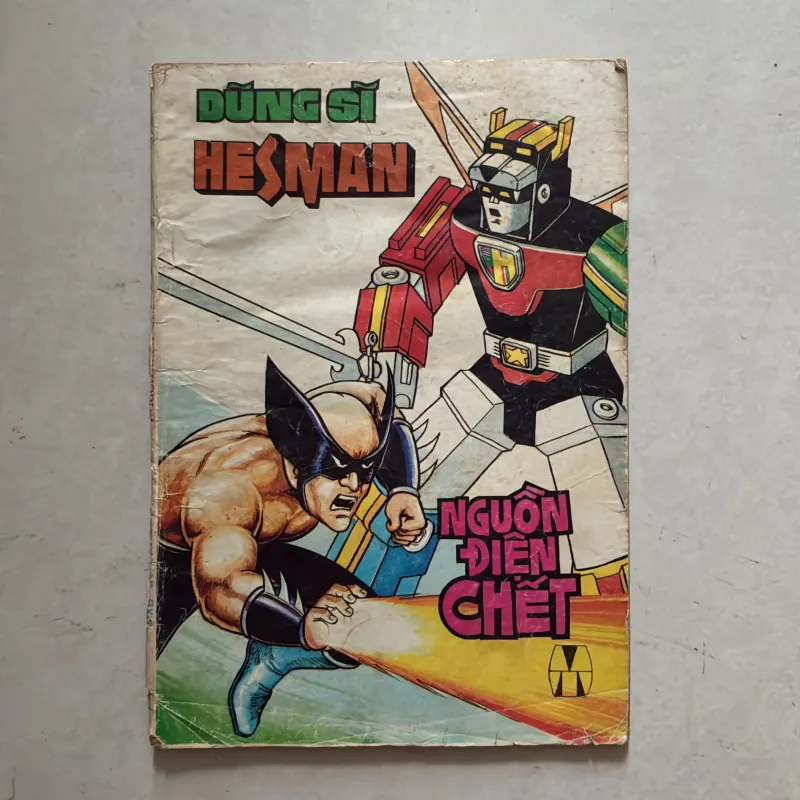 DŨNG SĨ
HESMAN
H
NGUỒN
ĐIỆN
CHẾT